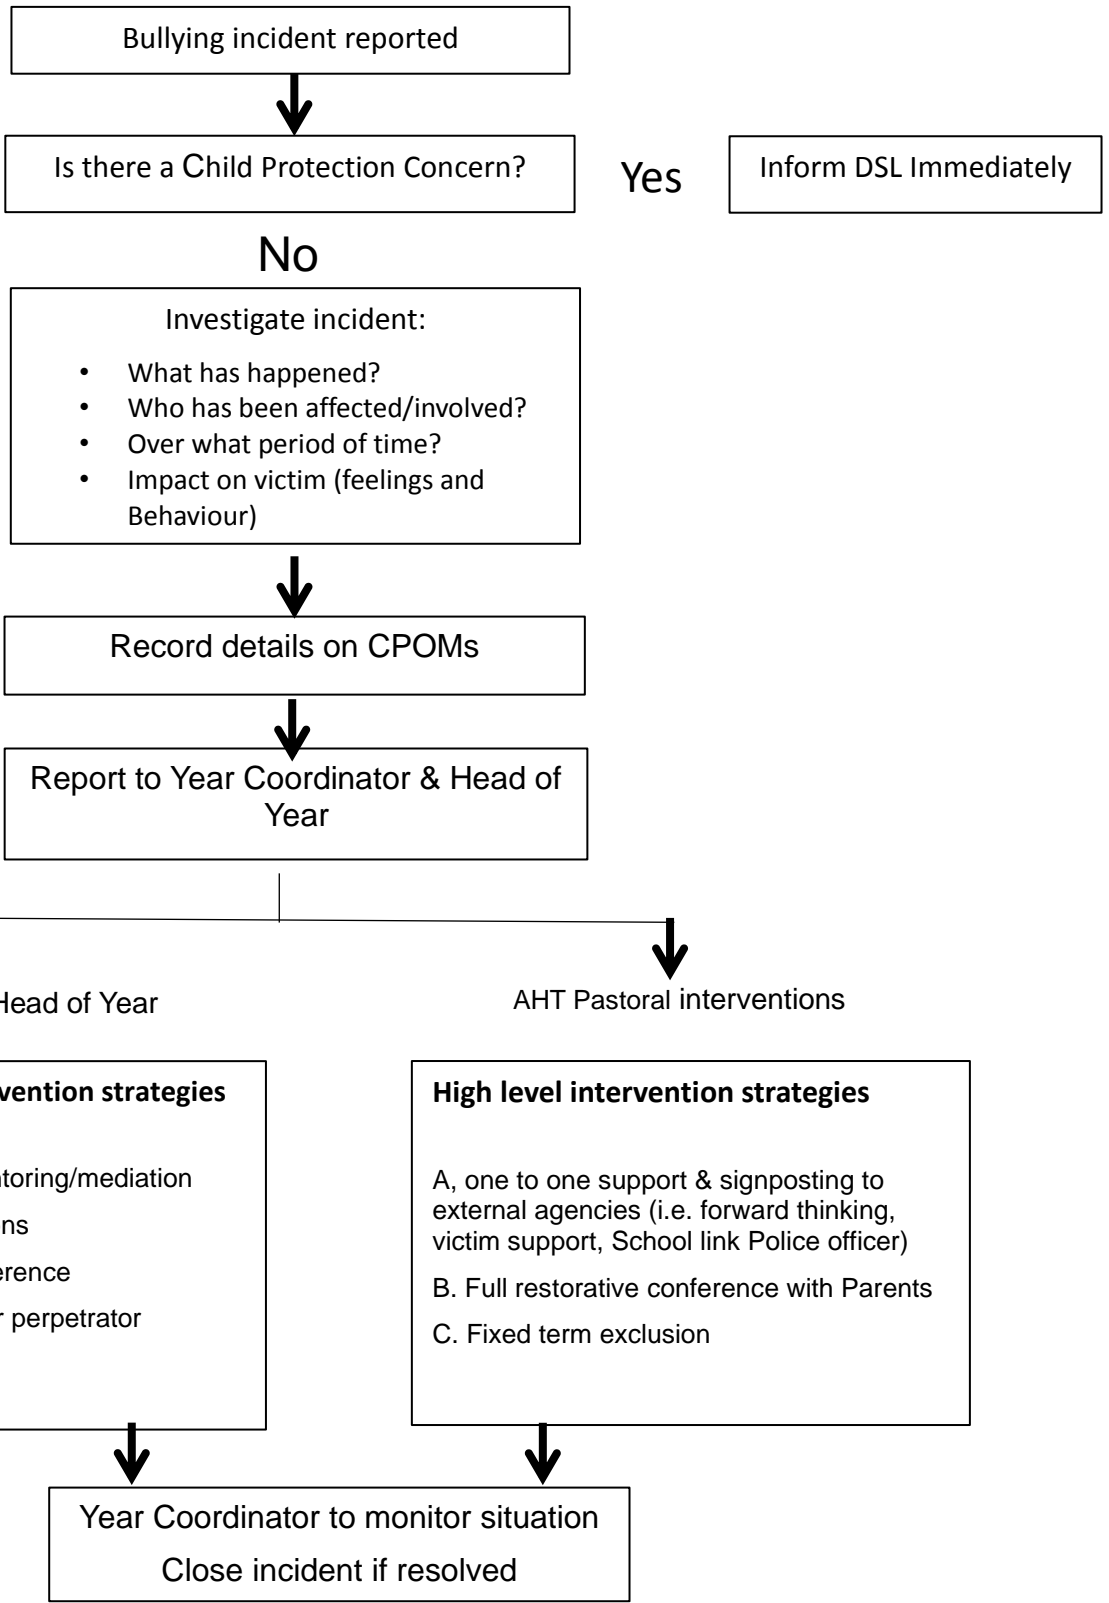 Bullying incident reported
Is there a Child Protection Concern?
Yes
Inform DSL Immediately
No
Investigate incident:
• What has happened?
• Who has been affected/involved?
• Over what period of time?
• Impact on victim (feelings and
Behaviour)
Record details on CPOMs
Report to Year Coordinator & Head of
Year
Head of Year
vention strategies
toring/mediation
ns
erence
r perpetrator
AHT Pastoral interventions
High level intervention strategies
A, one to one support & signposting to
external agencies (i.e. forward thinking,
victim support, School link Police officer)
B. Full restorative conference with Parents
C. Fixed term exclusion
Year Coordinator to monitor situation
Close incident if resolved